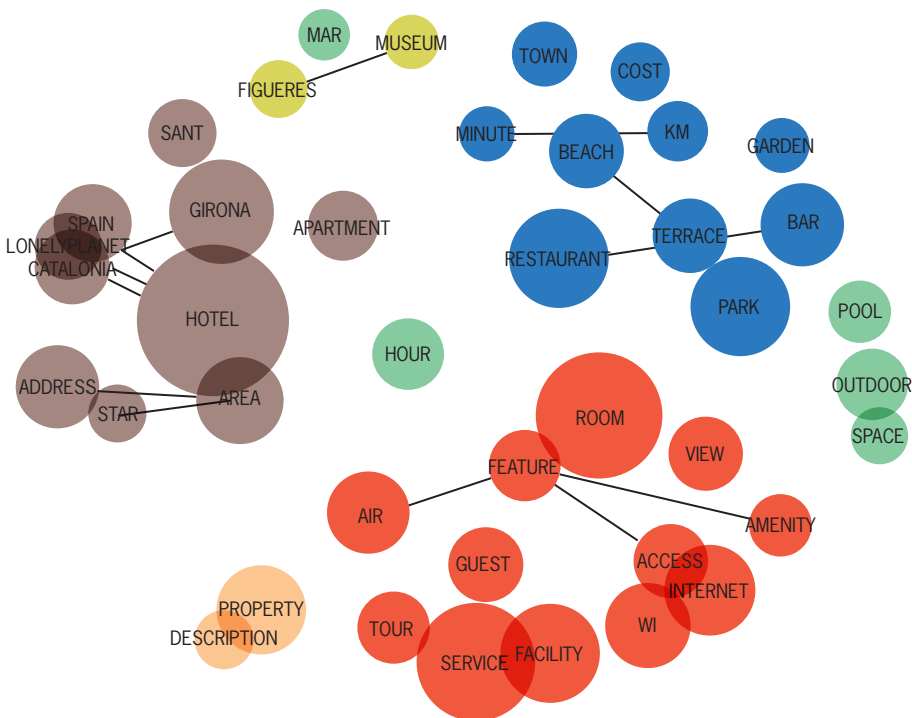 MAR
MUSEUM
FIGUERES
TOWN
COST
SANT
MINUTE
KM
BEACH
GARDEN
SPAIN
GIRONA
APARTMENT
LONELYPLANET
CATALONIA
RESTAURANT
TERRACE
BAR
HOTEL
PARK
POOL
HOUR
ADDRESS
STAR
AREA
OUTDOOR
SPACE
ROOM
VIEW
FEATURE
AIR
AMENITY
GUEST
ACCESS
INTERNET
PROPERTY
DESCRIPTION
TOUR
WI
SERVICE
FACILITY